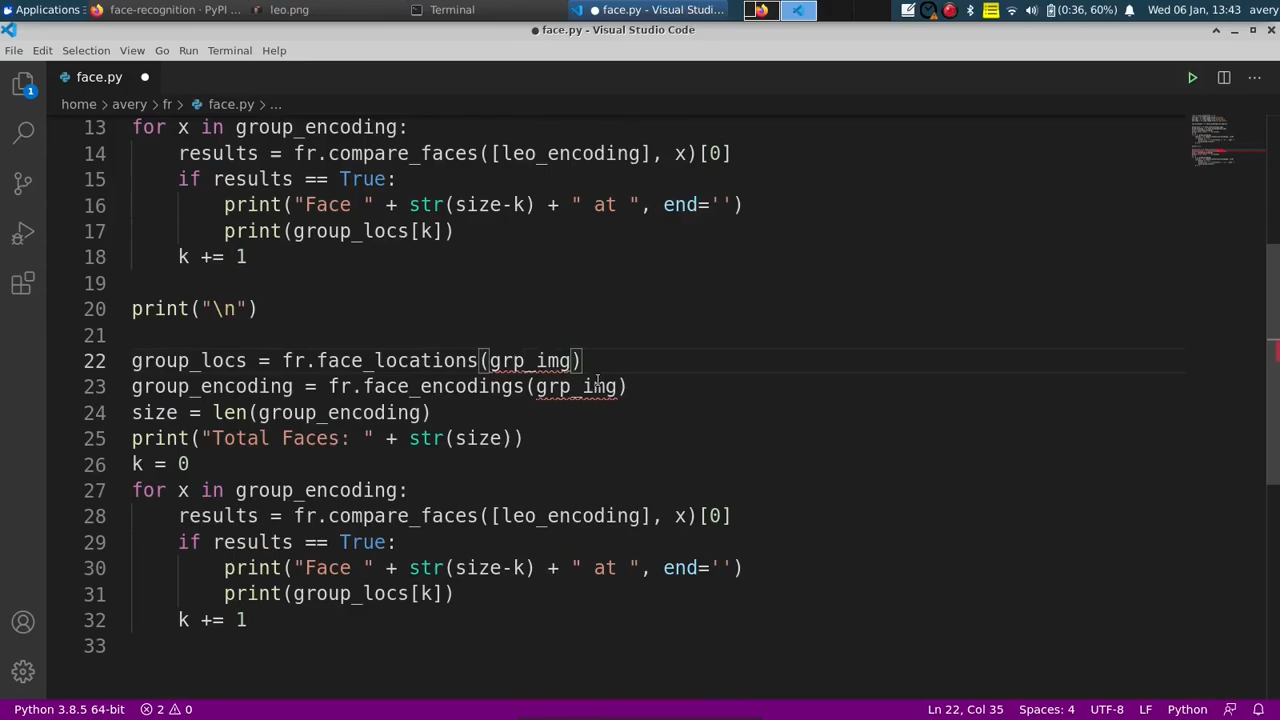 Applications
face-recognition - PyPI ...
leo.png
Terminal
face.py - Visual Studi...
(0:36, 60%)
Wed 06 Jan, 13:43
avery
face.py - Visual Studio Code
File Edit Selection View Go Run Terminal Help
1
face.py
home > avery > fr > face.py > ...
13 for x in group_encoding:
14     results = fr.compare_faces([leo_encoding], x)[0]
15     if results == True:
16         print("Face " + str(size-k) + " at ", end='')
17         print(group_locs[k])
18     k += 1
19
20 print("\n")
21
22 group_locs = fr.face_locations(grp_img)
23 group_encoding = fr.face_encodings(grp_img)
24 size = len(group_encoding)
25 print("Total Faces: " + str(size))
26 k = 0
27 for x in group_encoding:
28     results = fr.compare_faces([leo_encoding], x)[0]
29     if results == True:
30         print("Face " + str(size-k) + " at ", end='')
31         print(group_locs[k])
32     k += 1
33
Python 3.8.5 64-bit 2 0 Ln 22, Col 35 Spaces: 4 UTF-8 LF Python